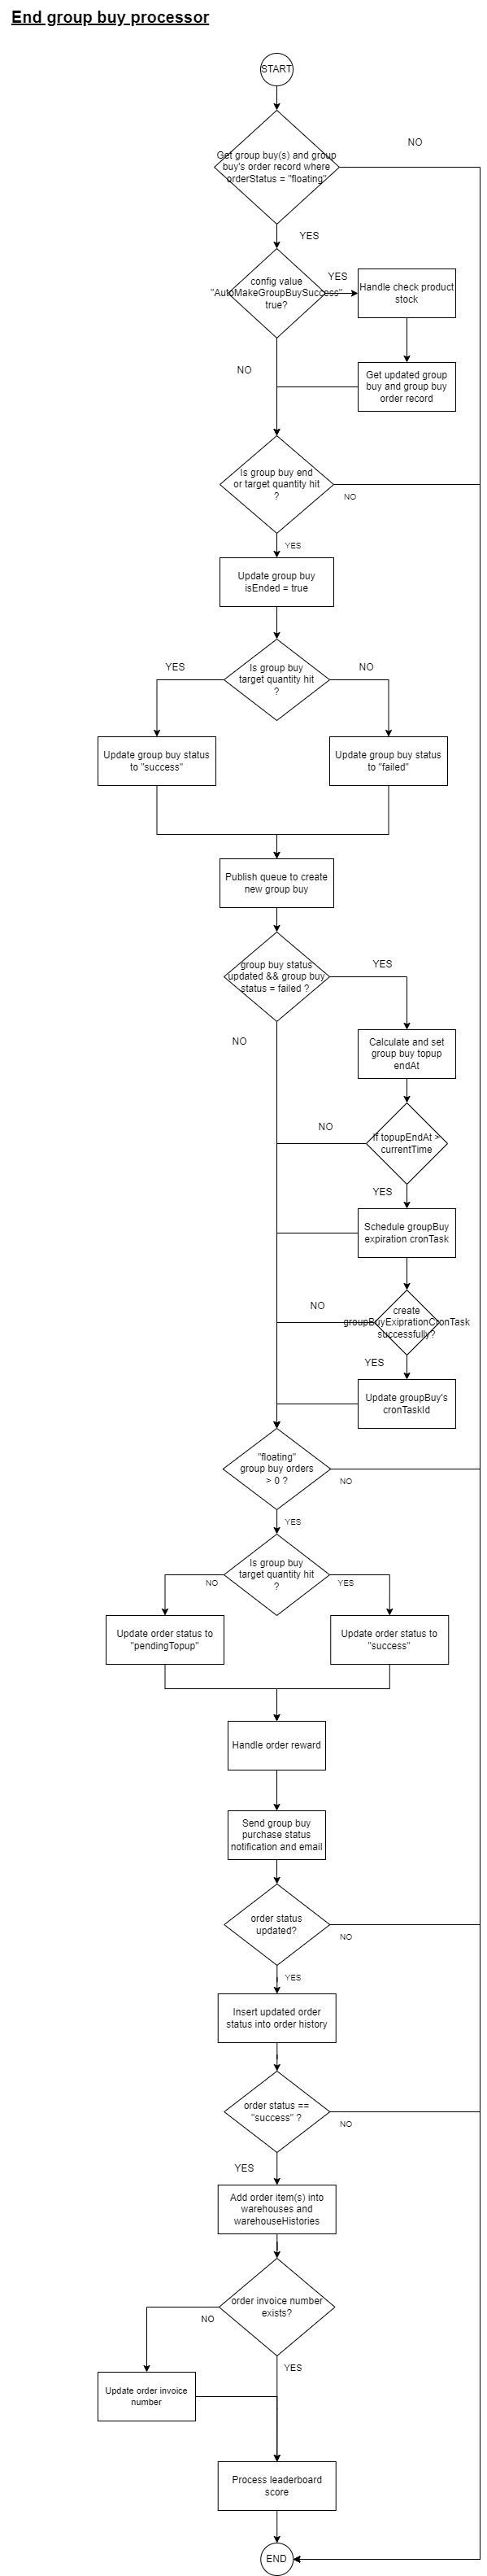 End group buy processor
START
Get group buy(s) and group
buy's order record where
orderStatus = "floating"
NO
YES
config value
"AutoMakeGroupBuySuccess"
true?
YES
Handle check product
stock
NO
Get updated group
buy and group buy
order record
Is group buy end
or target quantity hit
?
NO
YES
Update group buy
isEnded = true
Is group buy
target quantity hit
?
YES
NO
Update group buy status
to "success"
Update group buy status
to "failed"
Publish queue to create
new group buy
group buy status
updated && group buy
status = failed ?
YES
NO
Calculate and set
group buy topup
endAt
If topupEndAt >
currentTime
NO
YES
Schedule groupBuy
expiration cronTask
create
groupBuyExiprationCronTask
successfully?
NO
YES
Update groupBuy's
cronTaskId
"floating"
group buy orders
> 0 ?
NO
YES
Is group buy
target quantity hit
?
NO
YES
Update order status to
"pendingTopup"
Update order status to
"success"
Handle order reward
Send group buy
purchase status
notification and email
order status
updated?
NO
YES
Insert updated order
status into order history
order status ==
"success" ?
NO
YES
Add order item(s) into
warehouses and
warehouseHistories
order invoice number
exists?
NO
YES
Update order invoice
number
Process leaderboard
score
END